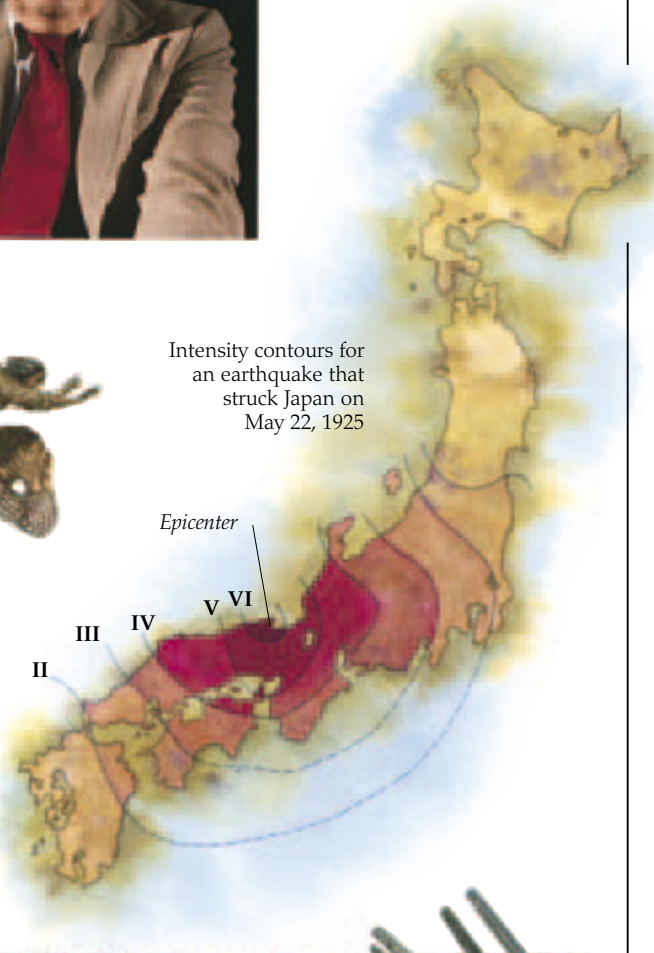 Intensity contours for
an earthquake that
struck Japan on
May 22, 1925
Epicenter
VI
V
IV
III
II